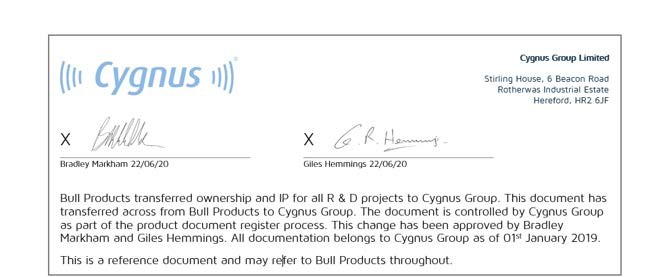 Cygnus
Cygnus Group Limited
Stirling House, 6 Beacon Road
Rotherwas Industrial Estate
Hereford, HR2 6JF
X
X G. R. Hemmings
Bradley Markham 22/06/20
Giles Hemmings 22/06/20
Bull Products transferred ownership and IP for all R & D projects to Cygnus Group. This document has
transferred across from Bull Products to Cygnus Group. The document is controlled by Cygnus Group
as part of the product document register process. This change has been approved by Bradley
Markham and Giles Hemmings. All documentation belongs to Cygnus Group as of 01st January 2019.
This is a reference document and may refer to Bull Products throughout.